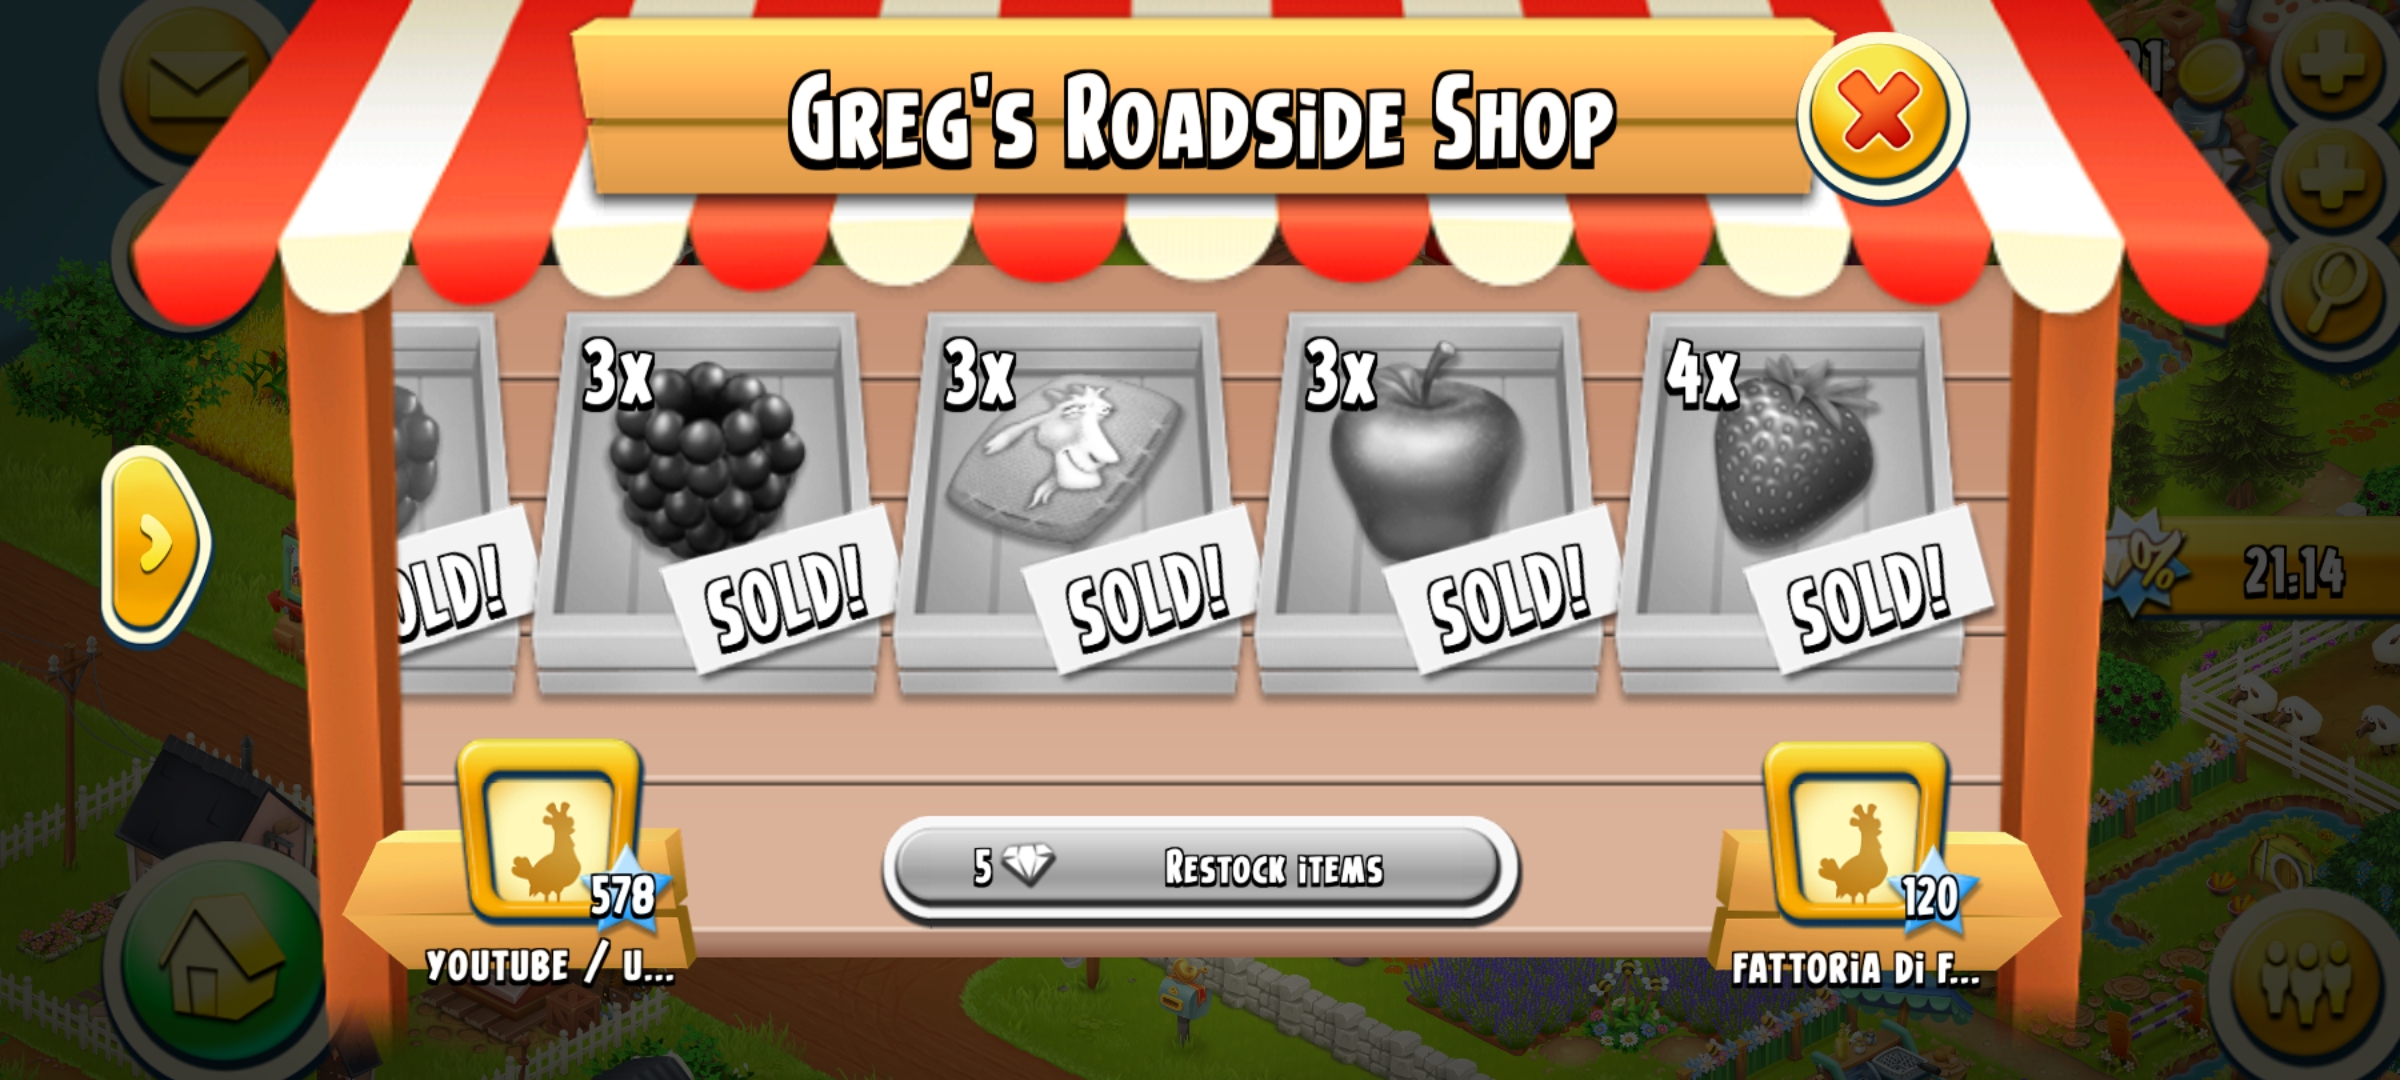 GREG'S ROADSIDE SHOP
3x
3x
3x
4x
OLD!
SOLD!
SOLD!
SOLD!
SOLD!
21:14
578
5
RESTOCK ITEMS
120
YOUTUBE / U...
FATTORIA DI F...